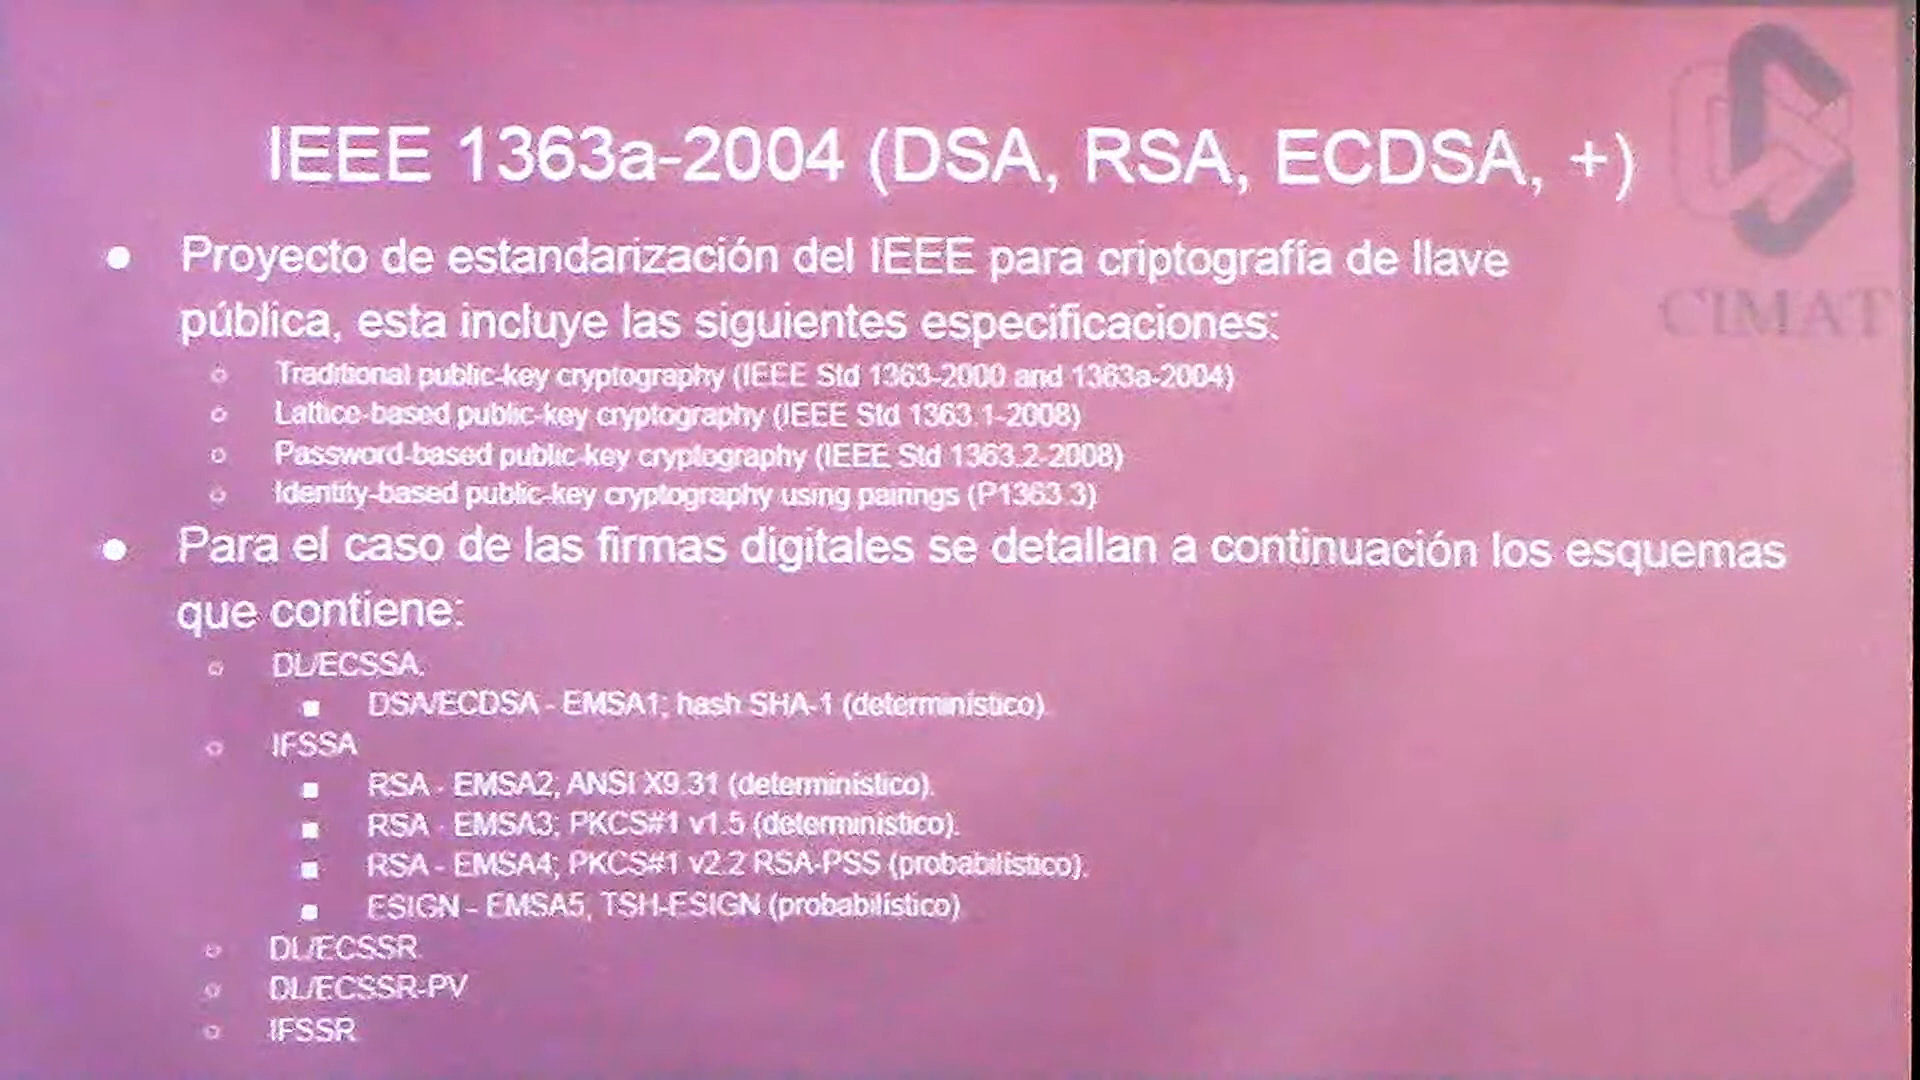 IEEE 1363a-2004 (DSA, RSA, ECDSA, +)
CIMAT
● Proyecto de estandarización del IEEE para criptografía de llave
pública, esta incluye las siguientes especificaciones:
○ Traditional public-key cryptography (IEEE Std 1363-2000 and 1363a-2004)
○ Lattice-based public-key cryptography (IEEE Std 1363.1-2008)
○ Password-based public-key cryptography (IEEE Std 1363.2-2008)
○ Identity-based public-key cryptography using pairings (P1363.3)
● Para el caso de las firmas digitales se detallan a continuación los esquemas
que contiene:
○ DL/ECSSA.
■ DSA/ECDSA - EMSA1; hash SHA-1 (determinístico).
○ IFSSA
■ RSA - EMSA2; ANSI X9.31 (determinístico).
■ RSA - EMSA3; PKCS#1 v1.5 (determinístico).
■ RSA - EMSA4; PKCS#1 v2.2 RSA-PSS (probabilístico).
■ ESIGN - EMSA5; TSH-ESIGN (probabilístico)
○ DL/ECSSR.
○ DL/ECSSR-PV
○ IFSSR